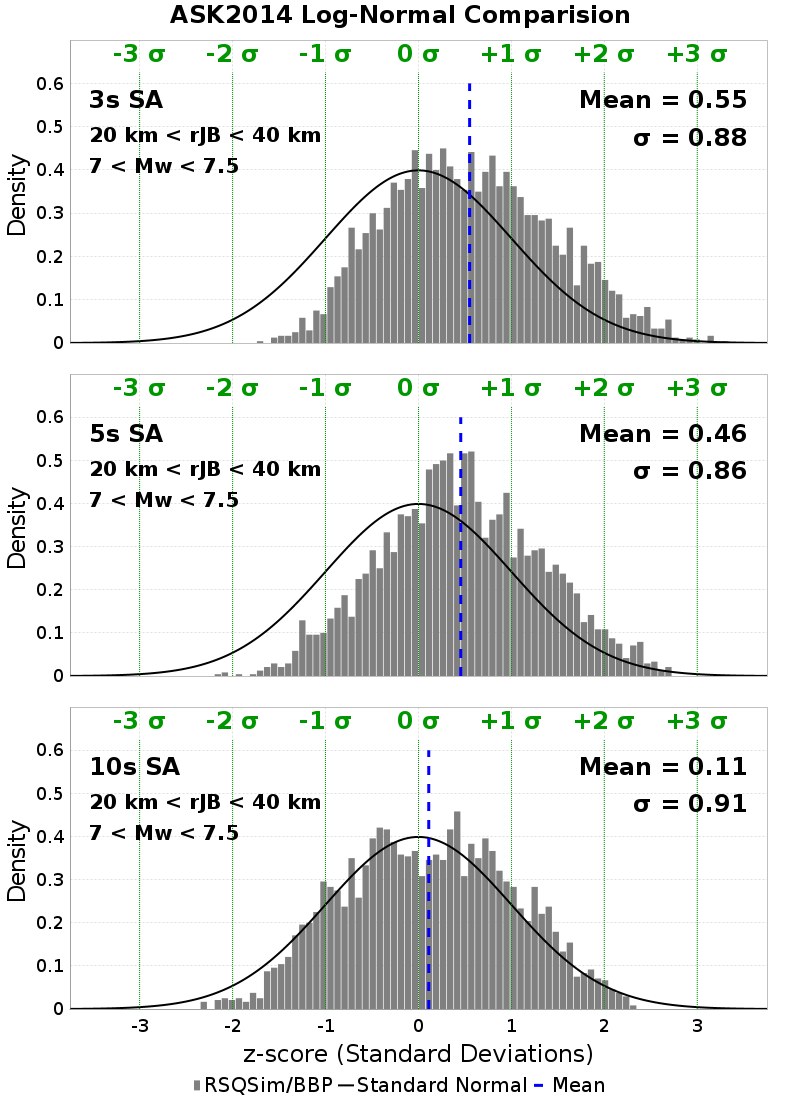 ASK2014 Log-Normal Comparision
-3 σ -2 σ -1 σ 0 σ +1 σ +2 σ +3 σ
3s SA Mean = 0.55
20 km < rJB < 40 km σ = 0.88
7 < Mw < 7.5
0.6
0.5
0.4
0.3
0.2
0.1
0
Density
-3 σ -2 σ -1 σ 0 σ +1 σ +2 σ +3 σ
5s SA Mean = 0.46
20 km < rJB < 40 km σ = 0.86
7 < Mw < 7.5
0.6
0.5
0.4
0.3
0.2
0.1
0
Density
-3 σ -2 σ -1 σ 0 σ +1 σ +2 σ +3 σ
10s SA Mean = 0.11
20 km < rJB < 40 km σ = 0.91
7 < Mw < 7.5
0.6
0.5
0.4
0.3
0.2
0.1
0
Density
-3 -2 -1 0 1 2 3
z-score (Standard Deviations)
RSQSim/BBP Standard Normal Mean